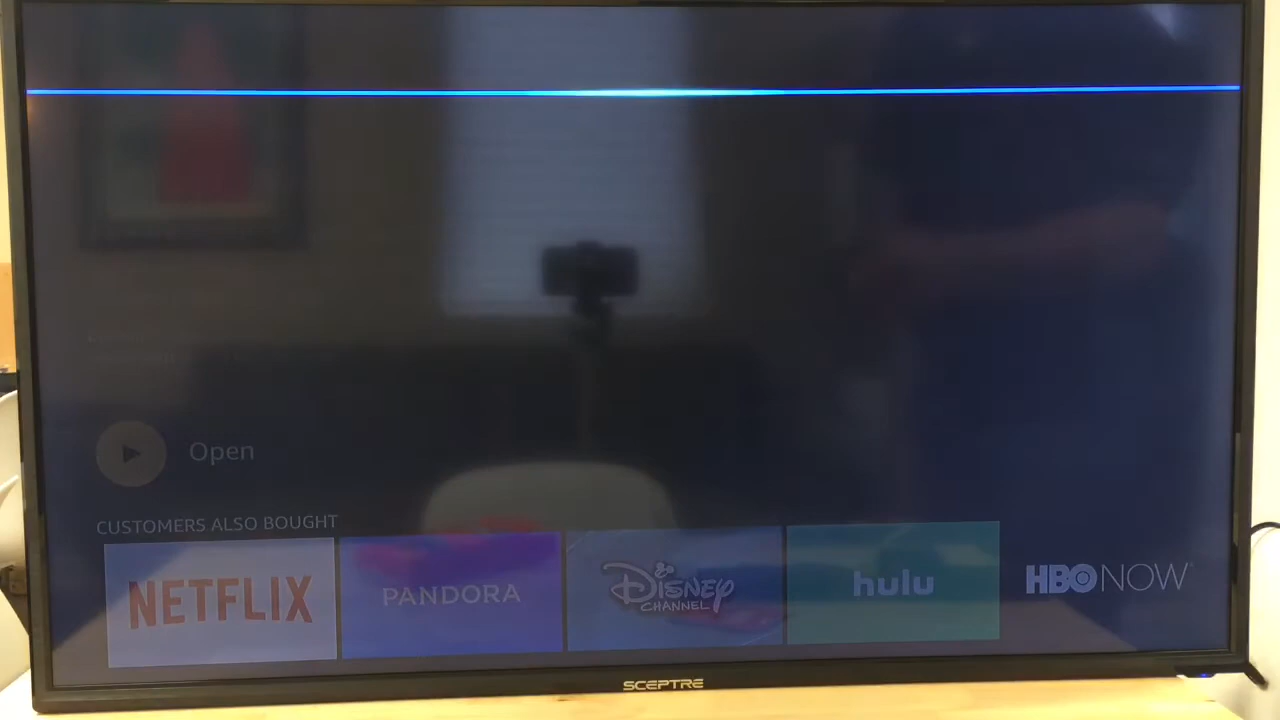 Open
CUSTOMERS ALSO BOUGHT
NETFLIX
PANDORA
DISNEY
CHANNEL
hulu
HBO NOW
SCEPTRE